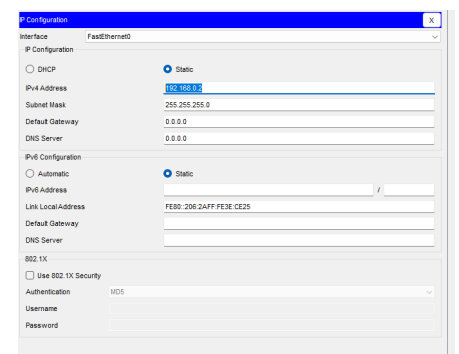 IP Configuration X
Interface FastEthernet0
IP Configuration
DHCP Static
IPv4 Address 192.168.0.2
Subnet Mask 255.255.255.0
Default Gateway 0.0.0.0
DNS Server 0.0.0.0
IPv6 Configuration
Automatic Static
IPv6 Address /
Link Local Address FE80::206:2AFF:FE3E:CE25
Default Gateway
DNS Server
802.1X
Use 802.1X Security
Authentication MD5
Username
Password